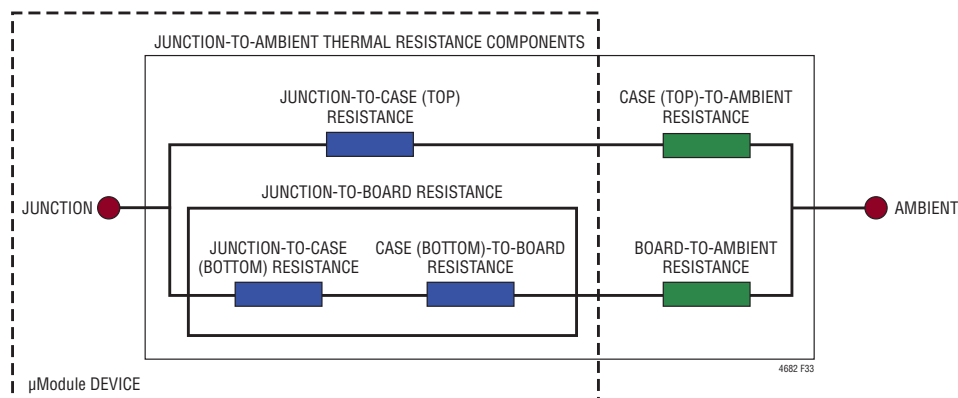 JUNCTION-TO-AMBIENT THERMAL RESISTANCE COMPONENTS
JUNCTION-TO-CASE (TOP)
RESISTANCE
CASE (TOP)-TO-AMBIENT
RESISTANCE
JUNCTION-TO-BOARD RESISTANCE
JUNCTION
AMBIENT
JUNCTION-TO-CASE
(BOTTOM) RESISTANCE
CASE (BOTTOM)-TO-BOARD
RESISTANCE
BOARD-TO-AMBIENT
RESISTANCE
4682 F33
µModule DEVICE